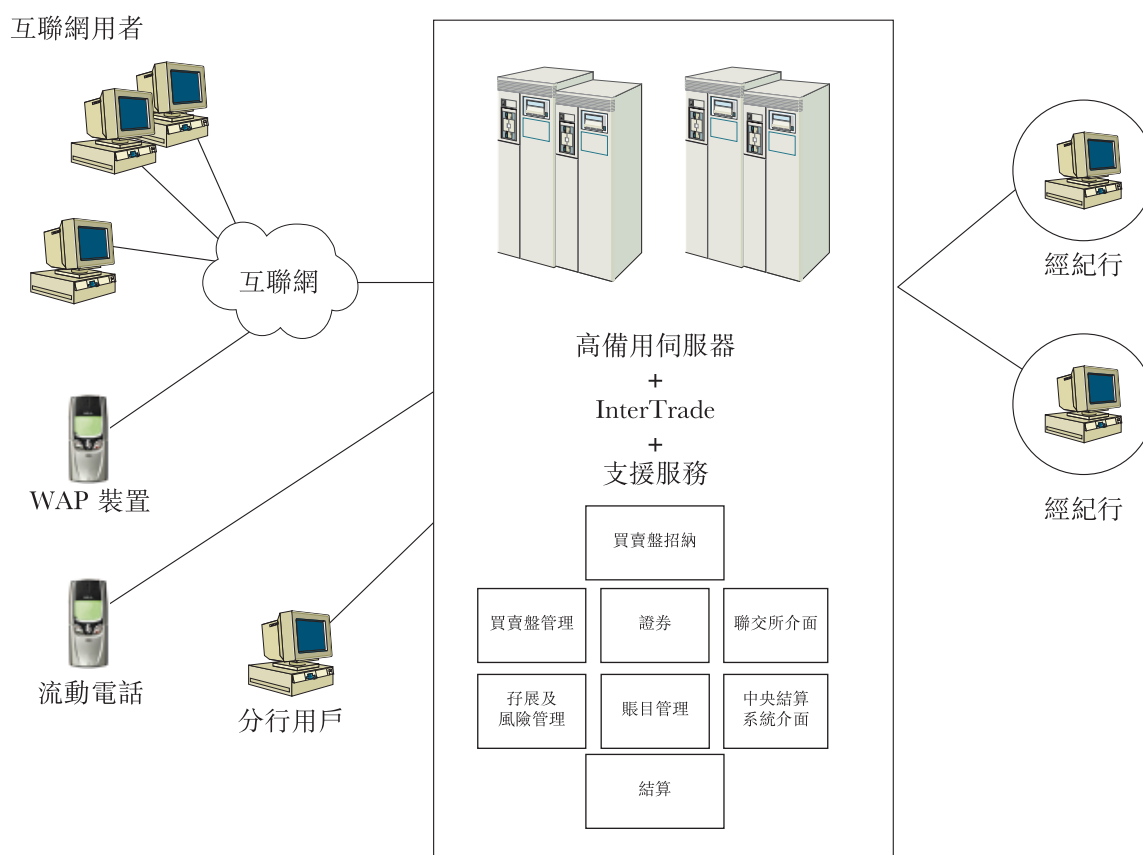 互聯網用者
互聯網
WAP 裝置
流動電話
分行用戶
高備用伺服器
+
InterTrade
+
支援服務
買賣盤招納
買賣盤管理
證券
聯交所介面
孖展及
風險管理
賬目管理
中央結算
系統介面
結算
經紀行
經紀行